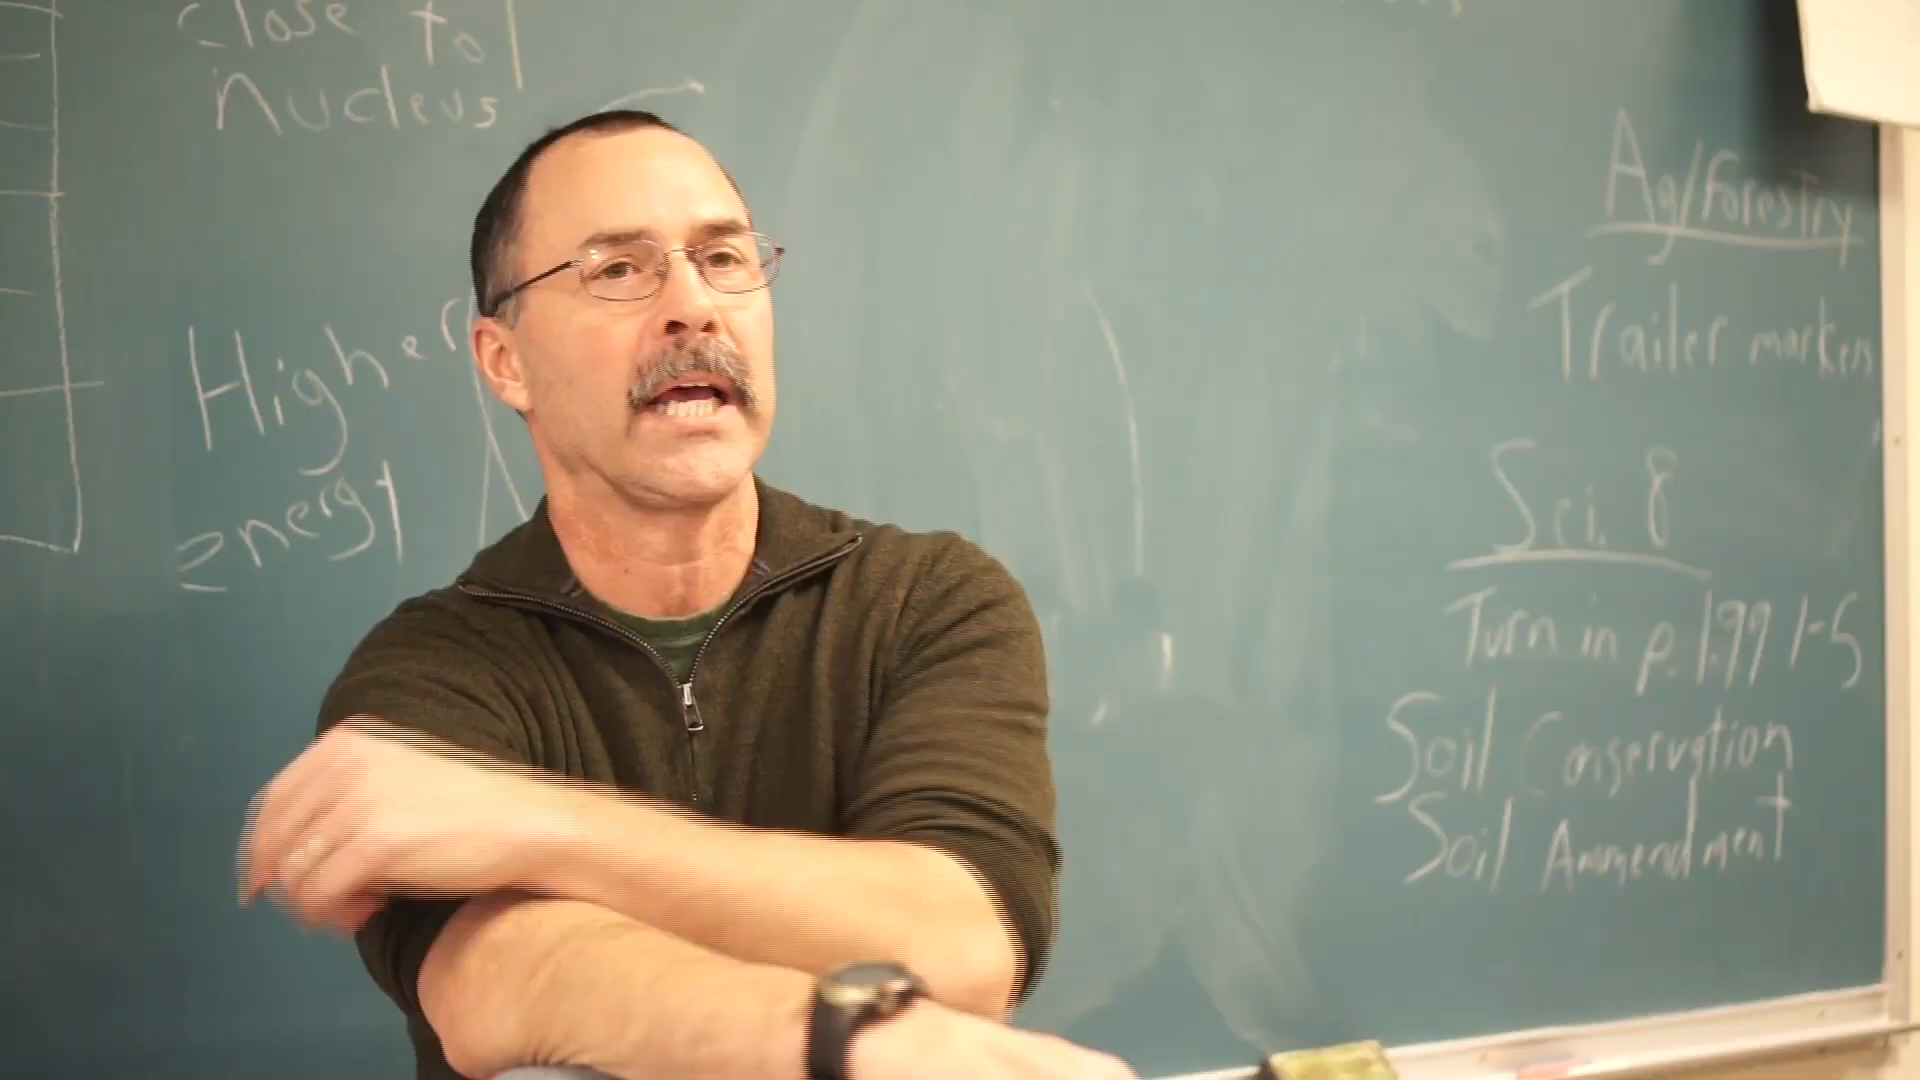 close to
nucleus
Higher
energy
Ag/Forestry
Trailer markers
Sci. 8
Turn in p. 199 1-5
Soil Conservation
Soil Ammendment